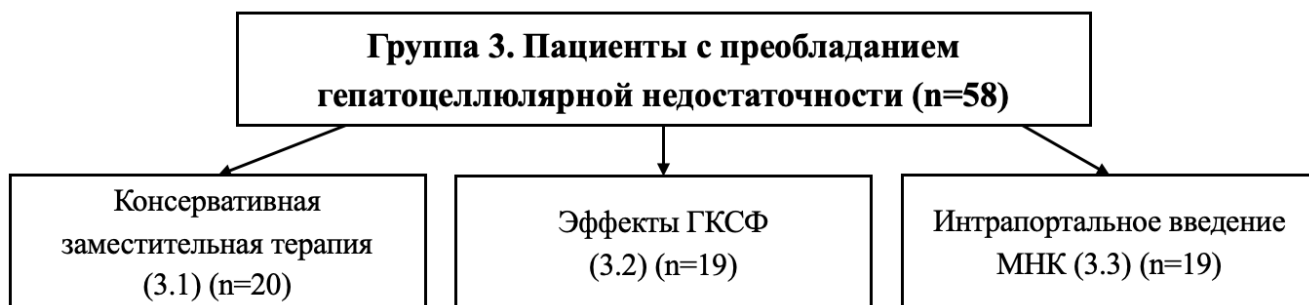 Группа 3. Пациенты с преобладанием
гепатоцеллюлярной недостаточности (n=58)
Консервативная
заместительная терапия
(3.1) (n=20)
Эффекты ГКСФ
(3.2) (n=19)
Интрапортальное введение
МНК (3.3) (n=19)